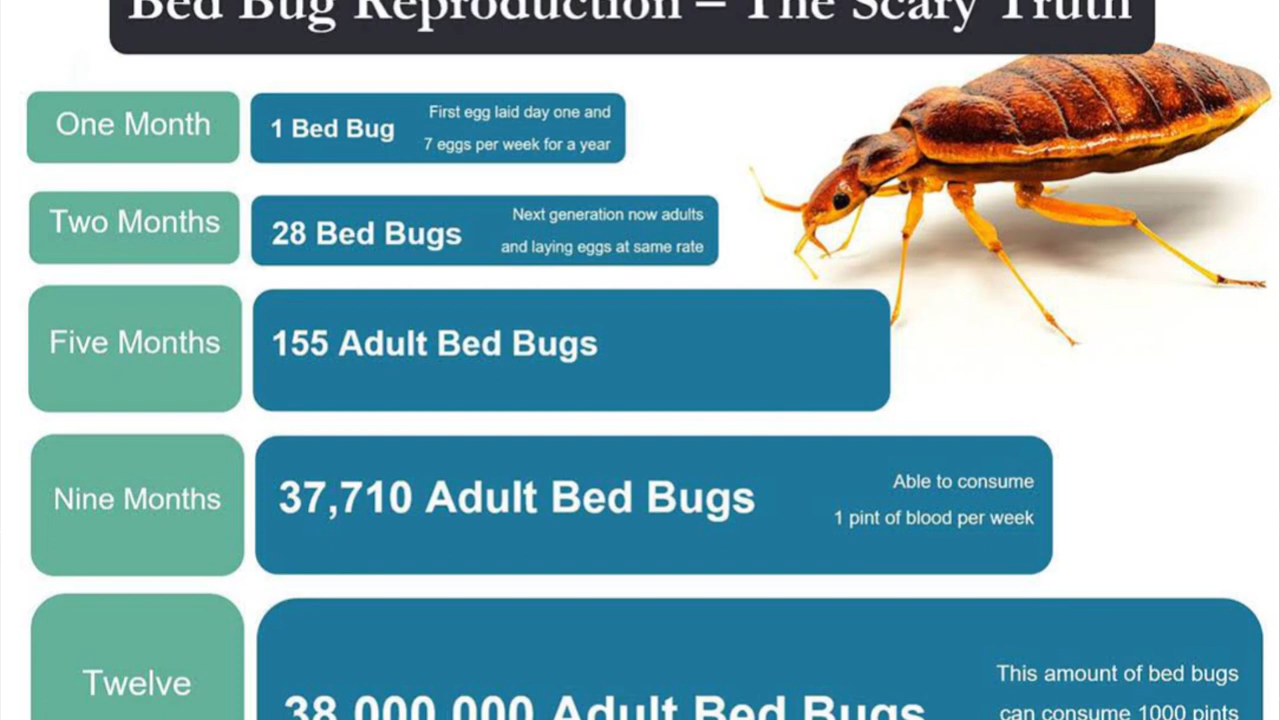 Bed Bug Reproduction – The Scary Truth
One Month
1 Bed Bug
First egg laid day one and
7 eggs per week for a year
Two Months
28 Bed Bugs
Next generation now adults
and laying eggs at same rate
Five Months
155 Adult Bed Bugs
Nine Months
37,710 Adult Bed Bugs
Able to consume
1 pint of blood per week
Twelve
38,000,000 Adult Bed Bugs
This amount of bed bugs
can consume 1000 pints